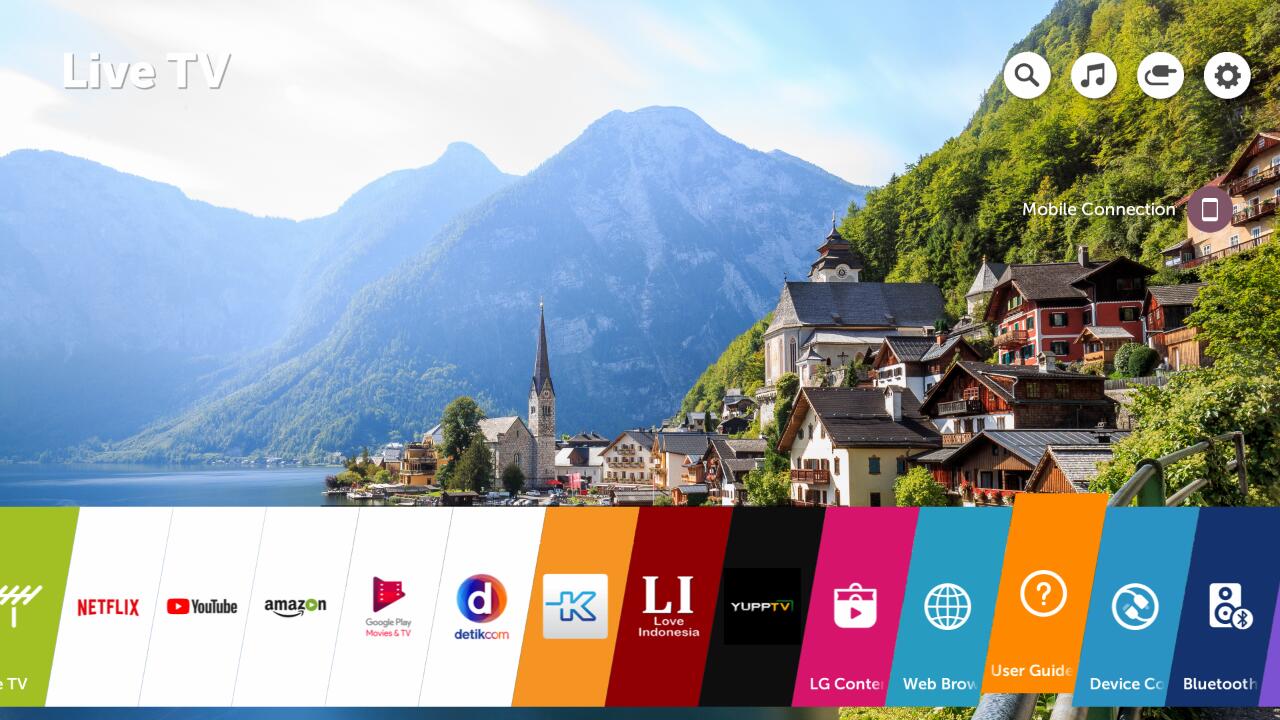 Live TV
Mobile Connection
e TV
NETFLIX
YouTube
amazon
Google Play
Movies & TV
d
detikcom
K
LI
Love
Indonesia
YUPPTV
LG Conte
Web Brow
?
User Guide
Device Co
Bluetooth